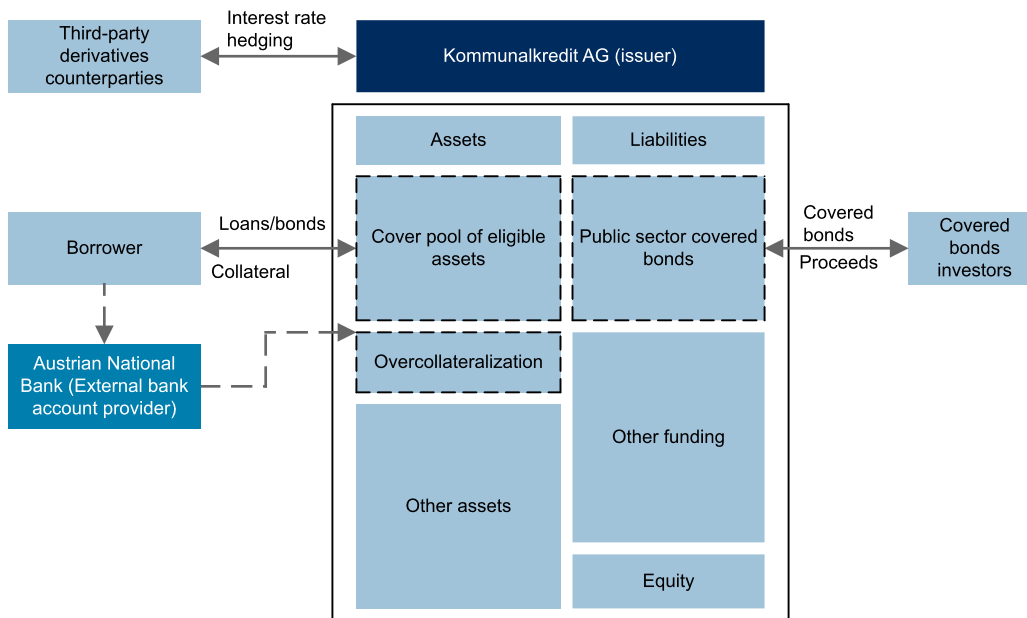 Third-party
derivatives
counterparties
Interest rate
hedging
Kommunalkredit AG (issuer)
Assets
Liabilities
Borrower
Loans/bonds
Collateral
Cover pool of eligible
assets
Public sector covered
bonds
Covered
bonds
Proceeds
Covered
bonds
investors
Austrian National
Bank (External bank
account provider)
Overcollateralization
Other funding
Other assets
Equity